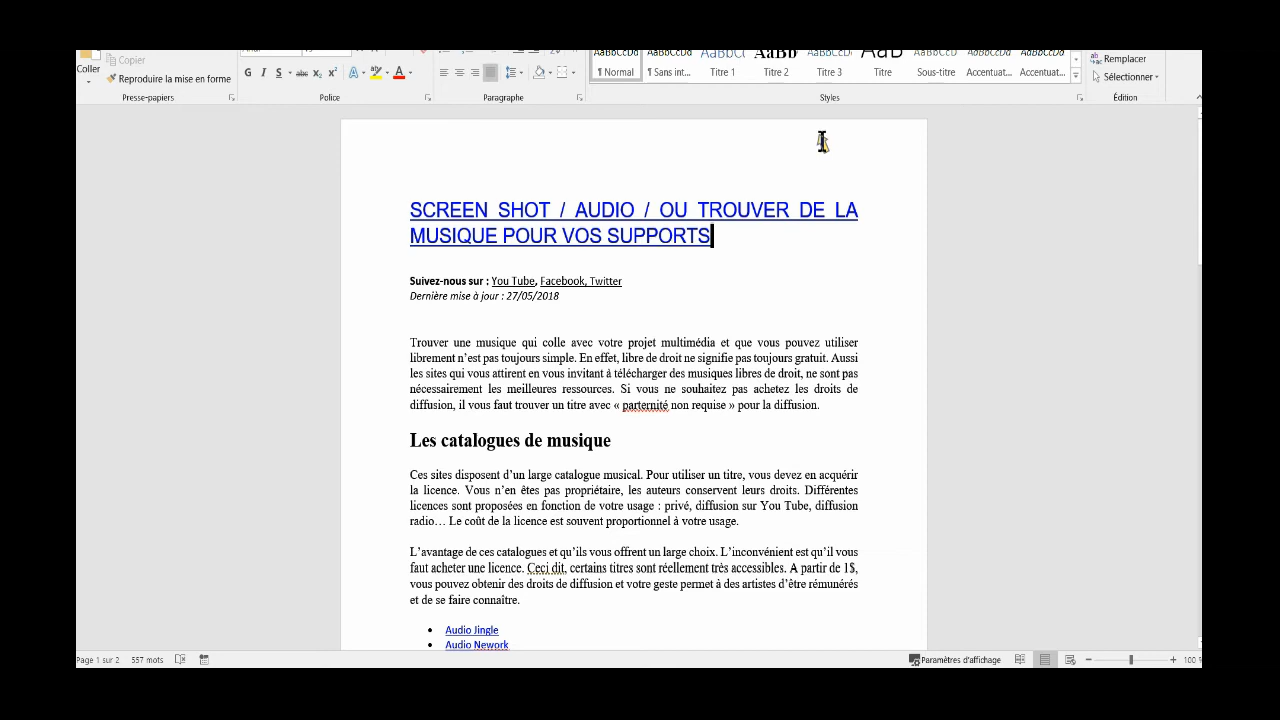 Copier
Coller
Reproduire la mise en forme
G I S abc x₂ x²
Remplacer
Sélectionner
AaBbCcDd AaBbCcDd AaBbC( AaBb AaBbCcD AaB AaBbCcD AaBbCcDd AaBbCcDd
¶ Normal ¶ Sans int... Titre 1 Titre 2 Titre 3 Titre Sous-titre Accentuat... Accentuat...
Presse-papiers Police Paragraphe Styles Édition
SCREEN SHOT / AUDIO / OU TROUVER DE LA
MUSIQUE POUR VOS SUPPORTS
Suivez-nous sur : You Tube, Facebook, Twitter
Dernière mise à jour : 27/05/2018
Trouver une musique qui colle avec votre projet multimédia et que vous pouvez utiliser
librement n’est pas toujours simple. En effet, libre de droit ne signifie pas toujours gratuit. Aussi
les sites qui vous attirent en vous invitant à télécharger des musiques libres de droit, ne sont pas
nécessairement les meilleures ressources. Si vous ne souhaitez pas achetez les droits de
diffusion, il vous faut trouver un titre avec « parternité non requise » pour la diffusion.
Les catalogues de musique
Ces sites disposent d’un large catalogue musical. Pour utiliser un titre, vous devez en acquérir
la licence. Vous n’en êtes pas propriétaire, les auteurs conservent leurs droits. Différentes
licences sont proposées en fonction de votre usage : privé, diffusion sur You Tube, diffusion
radio… Le coût de la licence est souvent proportionnel à votre usage.
L’avantage de ces catalogues et qu’ils vous offrent un large choix. L’inconvénient est qu’il vous
faut acheter une licence. Ceci dit, certains titres sont réellement très accessibles. A partir de 1$,
vous pouvez obtenir des droits de diffusion et votre geste permet à des artistes d’être rémunérés
et de se faire connaître.
• Audio Jingle
• Audio Nework
Page 1 sur 2 557 mots Paramètres d'affichage 100 %